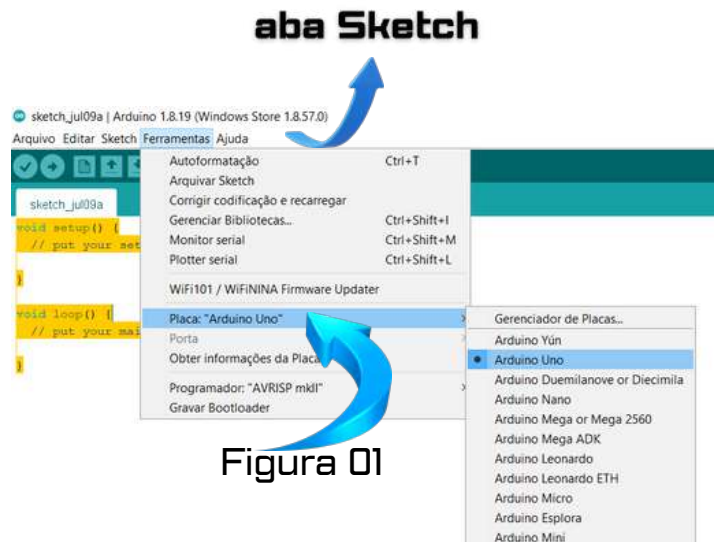 aba Sketch
sketch_jul09a | Arduino 1.8.19 (Windows Store 1.8.57.0)
Arquivo Editar Sketch Ferramentas Ajuda
sketch_jul09a
void setup() {
// put your set
}
void loop() {
// put your mai
}
Autoformatação Ctrl+T
Arquivar Sketch
Corrigir codificação e recarregar
Gerenciar Bibliotecas... Ctrl+Shift+I
Monitor serial Ctrl+Shift+M
Plotter serial Ctrl+Shift+L
WiFi101 / WiFiNINA Firmware Updater
Placa: "Arduino Uno"
Porta
Obter informações da Placa
Programador: "AVRISP mkII"
Gravar Bootloader
Gerenciador de Placas...
Arduino Yún
Arduino Uno
Arduino Duemilanove or Diecimila
Arduino Nano
Arduino Mega or Mega 2560
Arduino Mega ADK
Arduino Leonardo
Arduino Leonardo ETH
Arduino Micro
Arduino Esplora
Arduino Mini
Figura 01